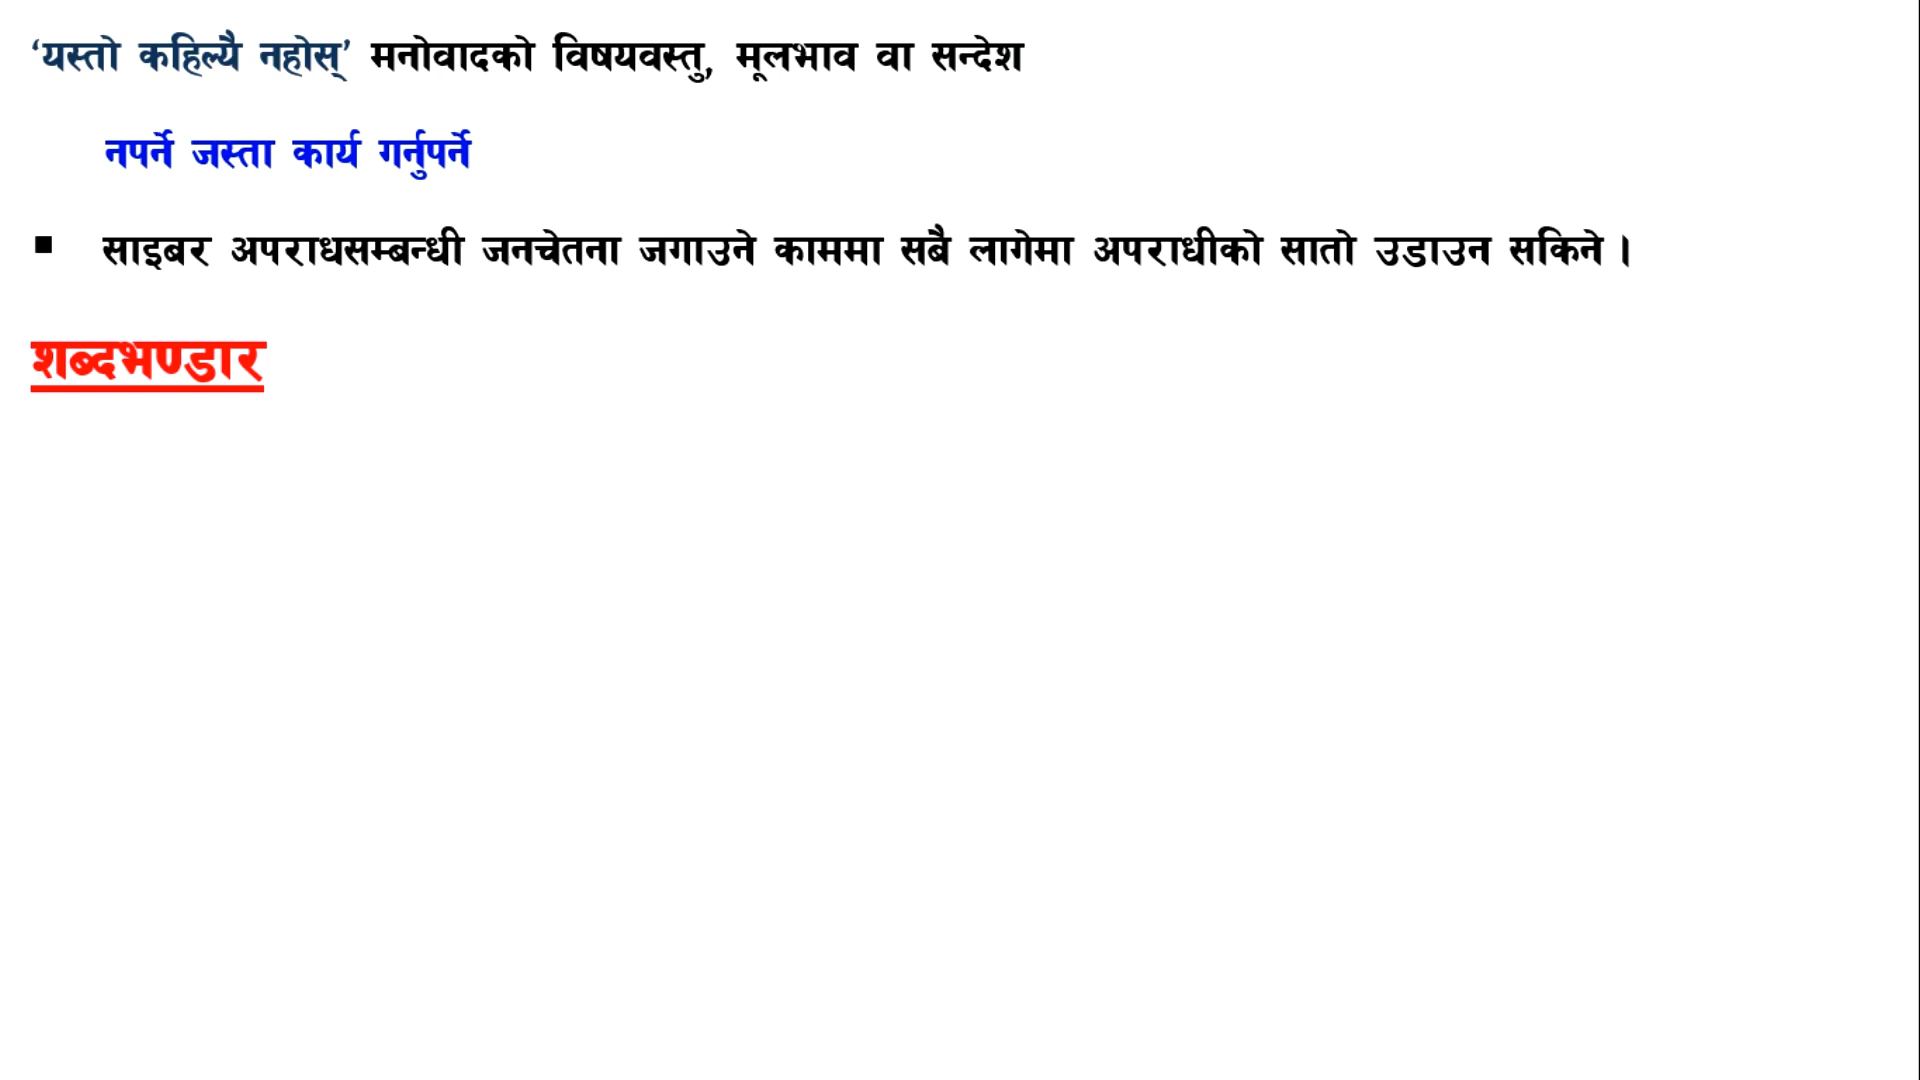 ‘यस्तो कहिल्यै नहोस्’ मनोवादको विषयवस्तु, मूलभाव वा सन्देश
नपर्ने जस्ता कार्य गर्नुपर्ने
▪ साइबर अपराधसम्बन्धी जनचेतना जगाउने काममा सबै लागेमा अपराधीको सातो उडाउन सकिने ।
शब्दभण्डार